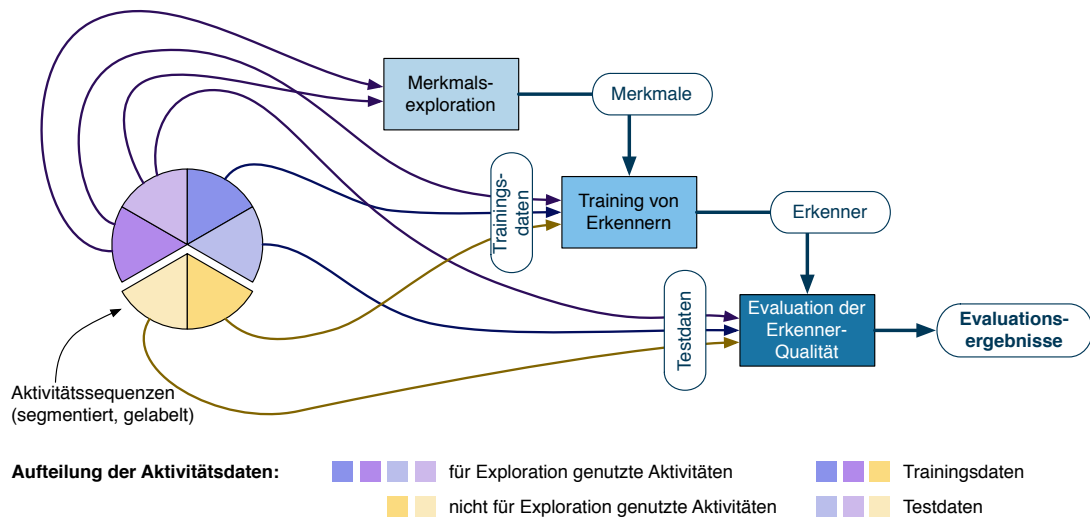 Merkmals-
exploration
Merkmale
Trainings-
daten
Training von
Erkennern
Erkenner
Testdaten
Evaluation der
Erkenner-
Qualität
Evaluations-
ergebnisse
Aktivitätssequenzen
(segmentiert, gelabelt)
Aufteilung der Aktivitätsdaten:
für Exploration genutzte Aktivitäten
Trainingsdaten
nicht für Exploration genutzte Aktivitäten
Testdaten